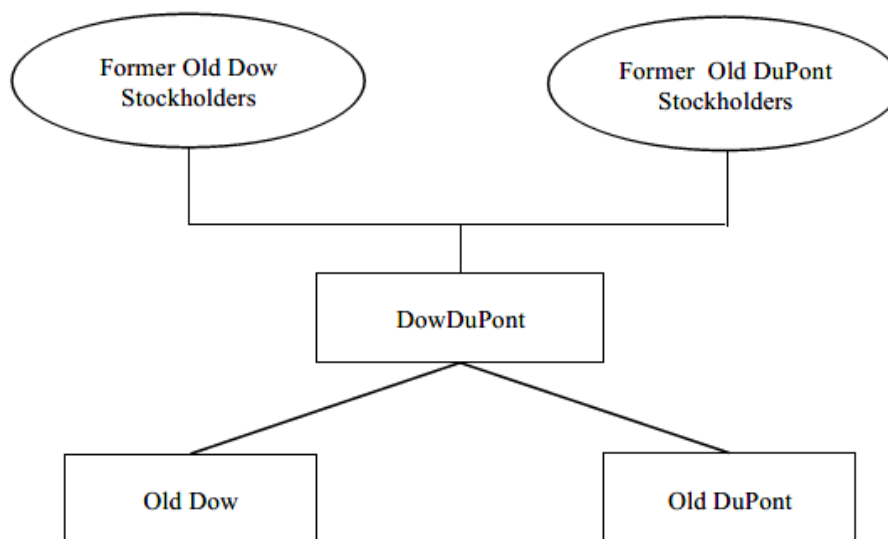 Former Old Dow
Stockholders
Former Old DuPont
Stockholders
DowDuPont
Old Dow
Old DuPont